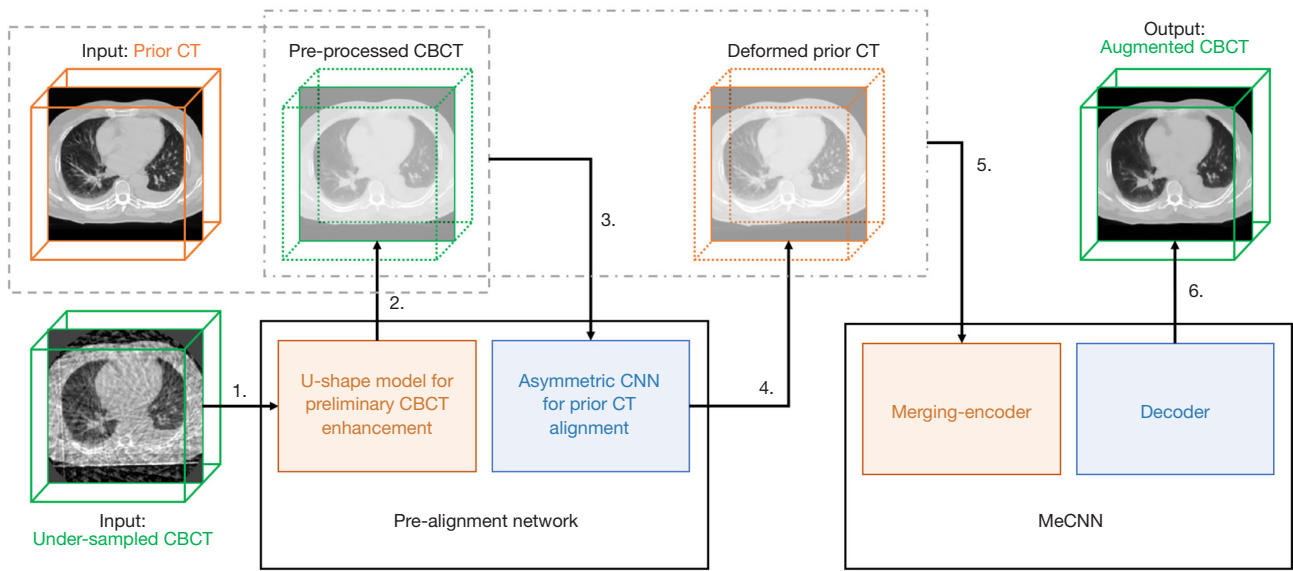 Input: Prior CT
Pre-processed CBCT
Deformed prior CT
Output:
Augmented CBCT
1.
2.
3.
4.
5.
6.
U-shape model for
preliminary CBCT
enhancement
Asymmetric CNN
for prior CT
alignment
Merging-encoder
Decoder
Pre-alignment network
MeCNN
Input:
Under-sampled CBCT